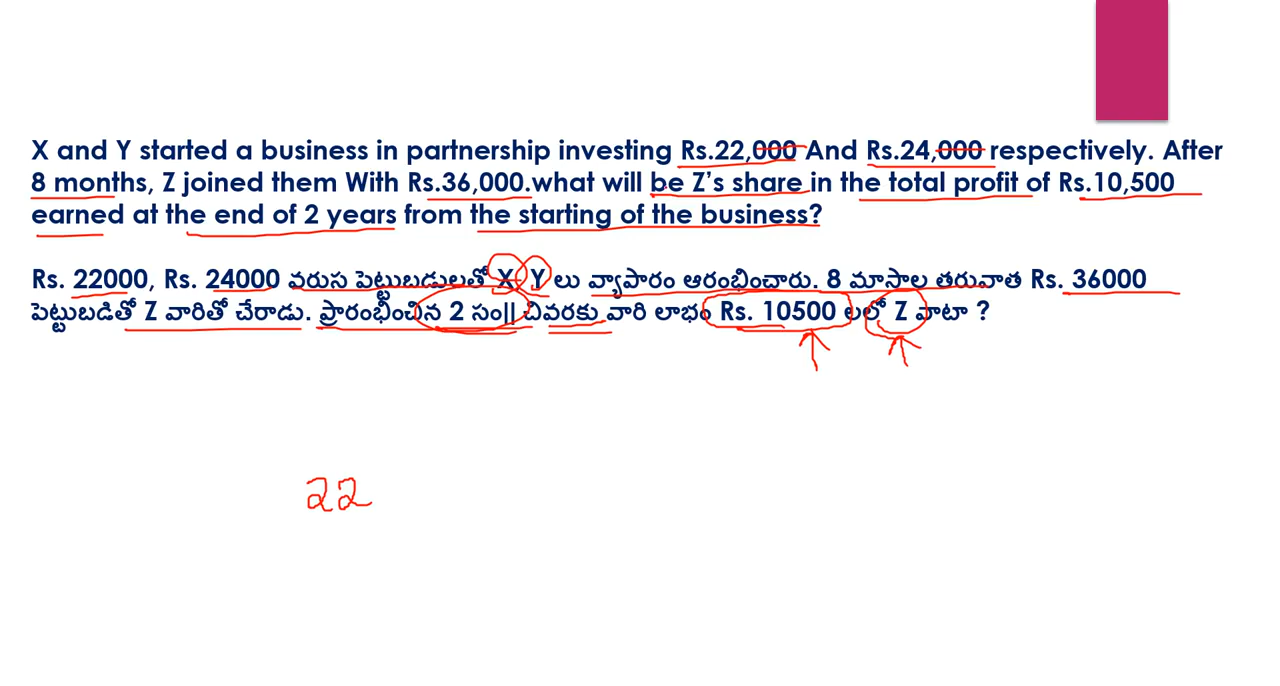 X and Y started a business in partnership investing Rs.22,000 And Rs.24,000 respectively. After
8 months, Z joined them With Rs.36,000.what will be Z’s share in the total profit of Rs.10,500
earned at the end of 2 years from the starting of the business?
Rs. 22000, Rs. 24000 వరుస పెట్టుబడులతో X, Y లు వ్యాపారం ఆరంభించారు. 8 మాసాల తరువాత Rs. 36000
పెట్టుబడితో Z వారితో చేరాడు. ప్రారంభించిన 2 సం|| చివరకు వారి లాభం Rs. 10500 లలో Z వాటా ?
22